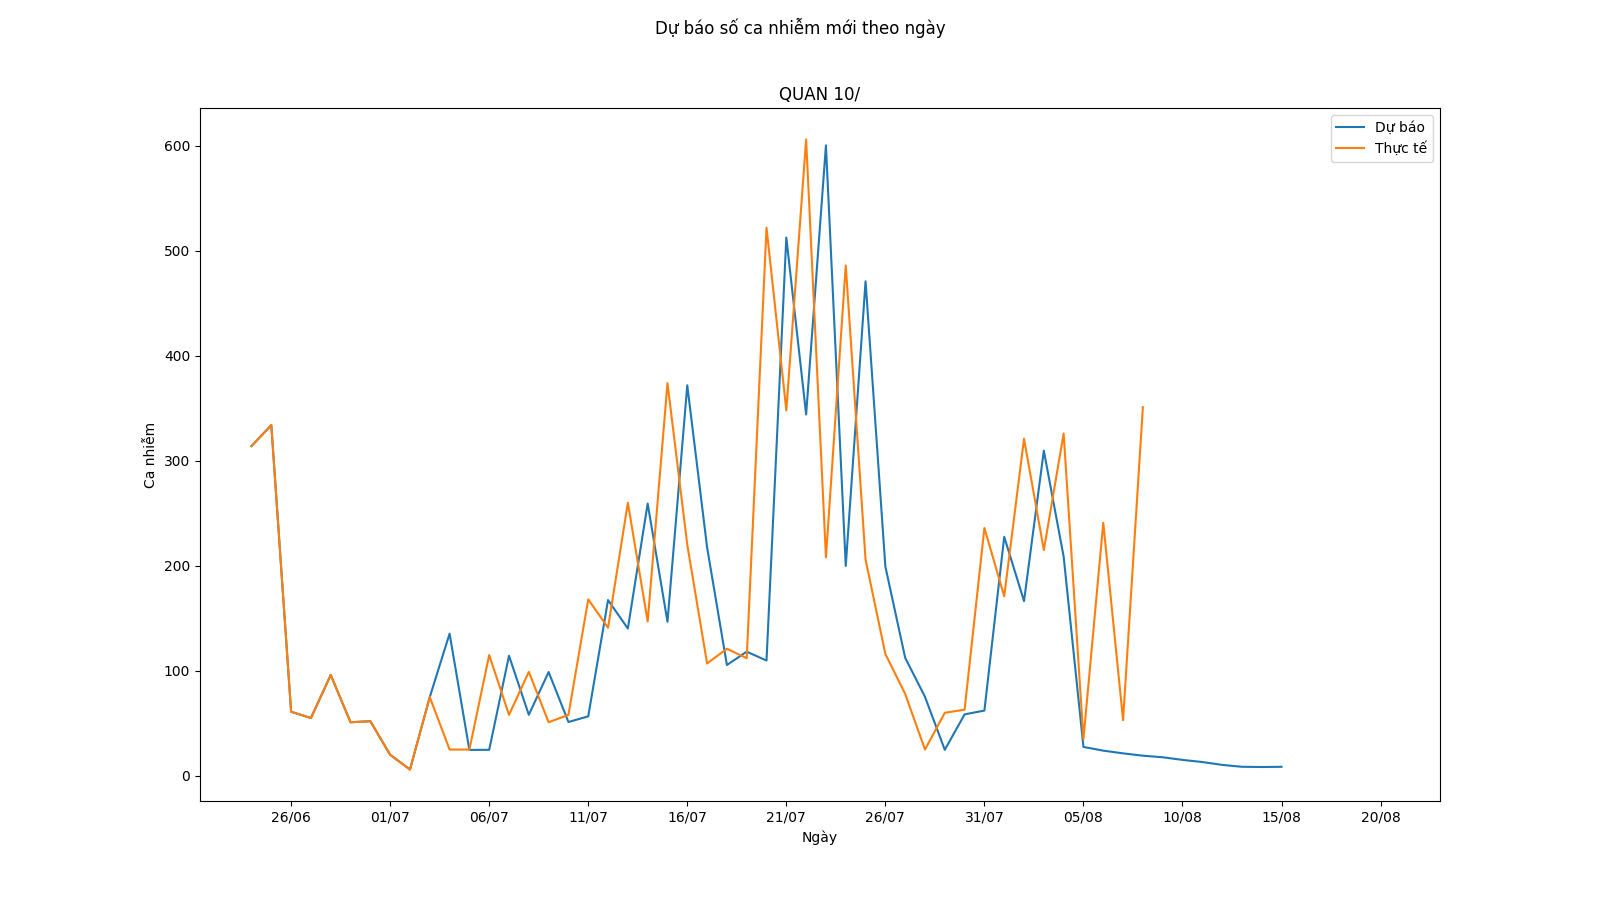 Dự báo số ca nhiễm mới theo ngày
QUAN 10/
Dự báo
Thực tế
600
500
400
300
200
100
0
Ca nhiễm
26/06 01/07 06/07 11/07 16/07 21/07 26/07 31/07 05/08 10/08 15/08 20/08
Ngày